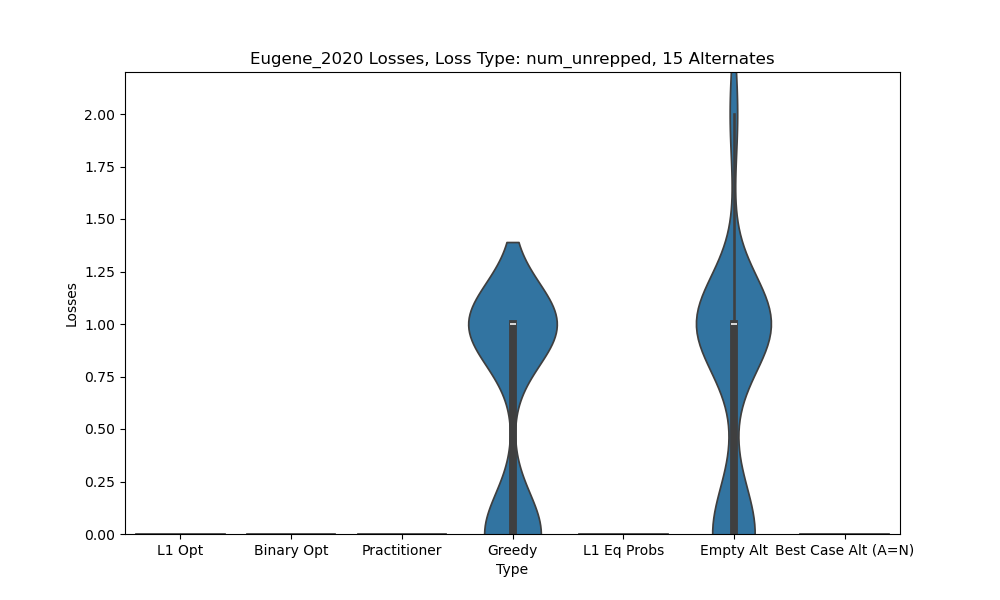 Eugene_2020 Losses, Loss Type: num_unrepped, 15 Alternates
2.00
1.75
1.50
1.25
1.00
0.75
0.50
0.25
0.00
Losses
L1 Opt
Binary Opt
Practitioner
Greedy
L1 Eq Probs
Empty Alt
Best Case Alt (A=N)
Type